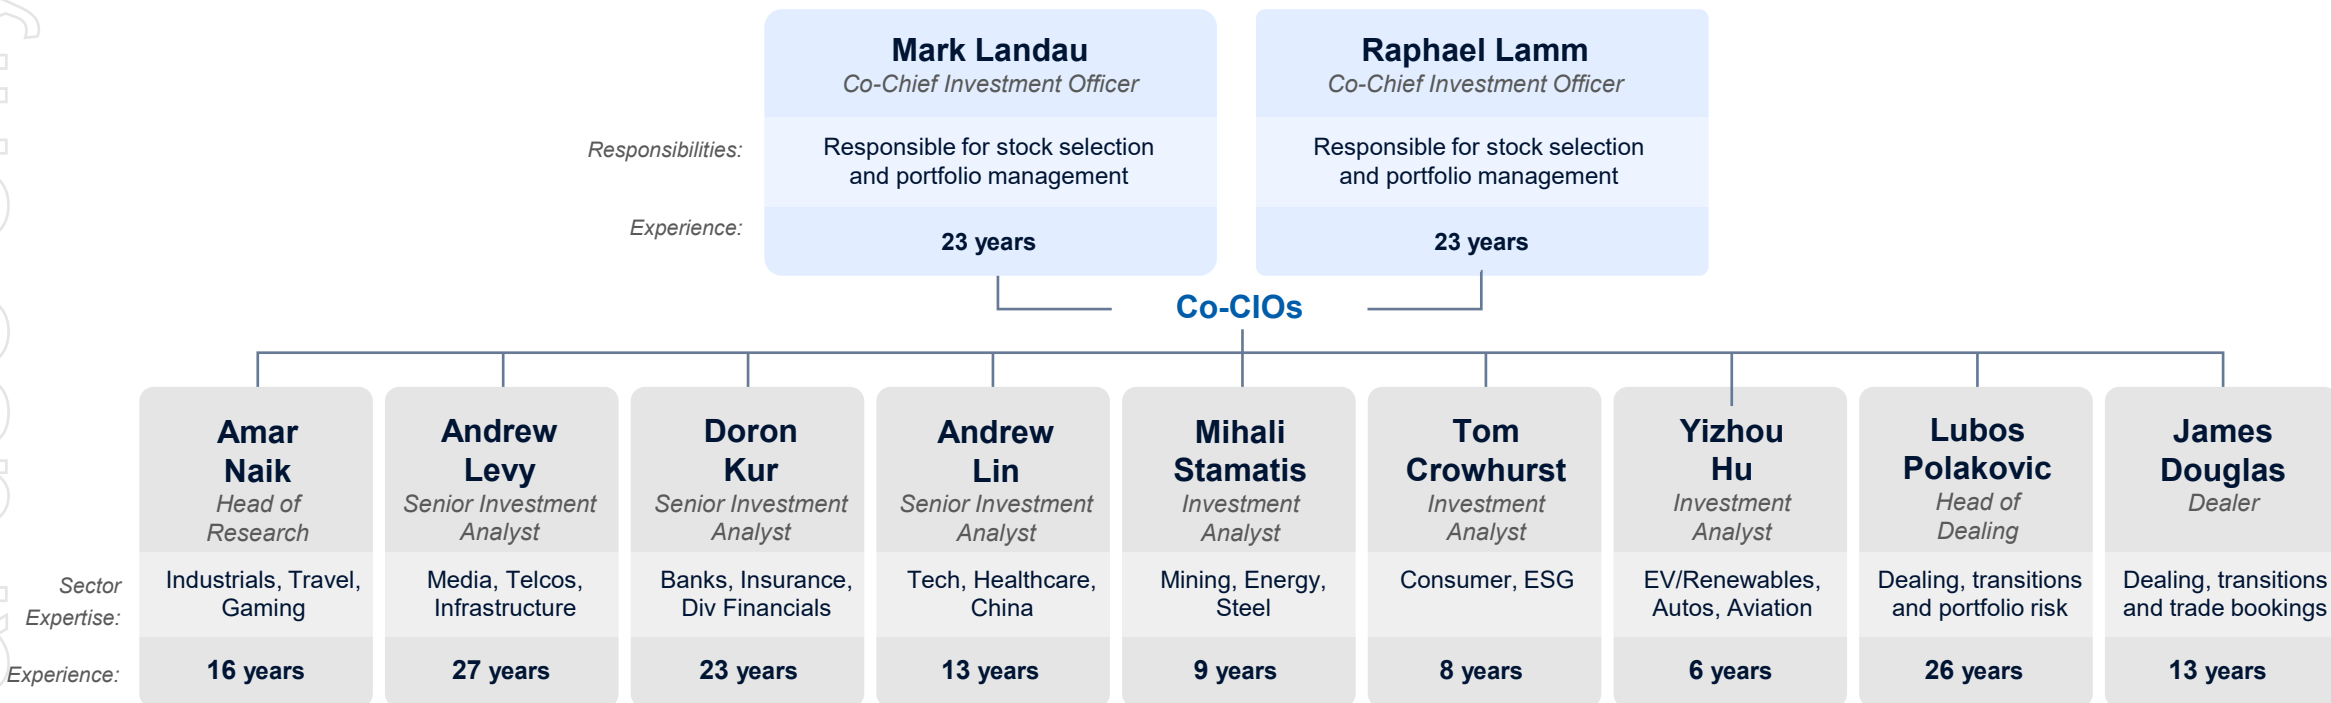 Mark Landau
Co-Chief Investment Officer
Raphael Lamm
Co-Chief Investment Officer
Responsibilities:
Responsible for stock selection
and portfolio management
Responsible for stock selection
and portfolio management
Experience:
23 years
23 years
Co-CIOs
Amar
Naik
Head of
Research
Andrew
Levy
Senior Investment
Analyst
Doron
Kur
Senior Investment
Analyst
Andrew
Lin
Senior Investment
Analyst
Mihali
Stamatis
Investment
Analyst
Tom
Crowhurst
Investment
Analyst
Yizhou
Hu
Investment
Analyst
Lubos
Polakovic
Head of
Dealing
James
Douglas
Dealer
Sector
Expertise:
Industrials, Travel,
Gaming
Media, Telcos,
Infrastructure
Banks, Insurance,
Div Financials
Tech, Healthcare,
China
Mining, Energy,
Steel
Consumer, ESG
EV/Renewables,
Autos, Aviation
Dealing, transitions
and portfolio risk
Dealing, transitions
and trade bookings
Experience:
16 years
27 years
23 years
13 years
9 years
8 years
6 years
26 years
13 years